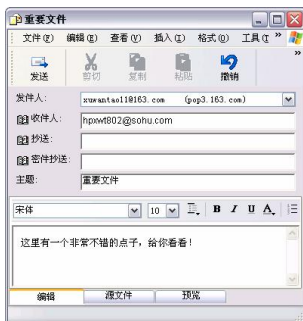 重要文件
文件(F) 编辑(E) 查看(V) 插入(I) 格式(O) 工具(T »
发送 剪切 复制 粘贴 撤销 »
发件人: xuwantao11@163.com (pop3.163.com)
收件人: hpxwt802@sohu.com
抄送:
密件抄送:
主题: 重要文件
宋体 10 B I U A
这里有一个非常不错的点子，给你看看！
编辑 源文件 预览